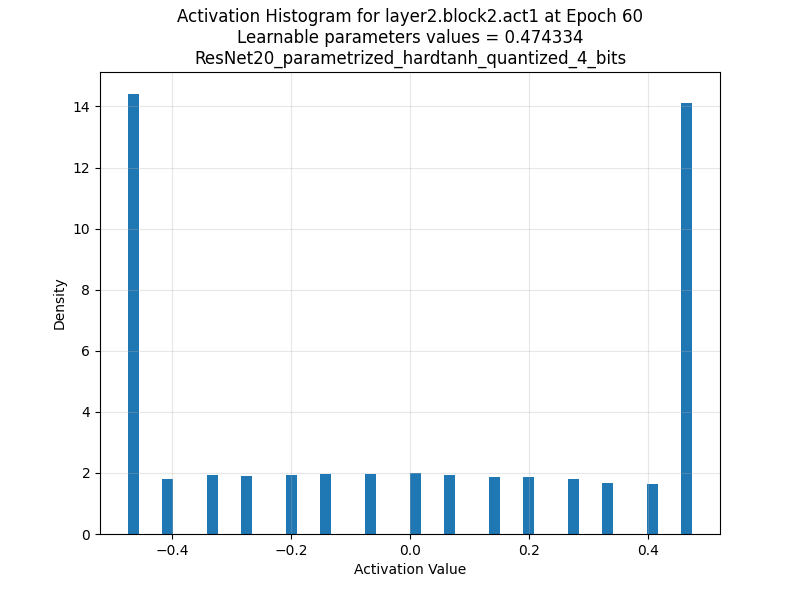 Activation Histogram for layer2.block2.act1 at Epoch 60
Learnable parameters values = 0.474334
ResNet20_parametrized_hardtanh_quantized_4_bits
14
12
10
8
6
4
2
0
Density
−0.4
−0.2
0.0
0.2
0.4
Activation Value